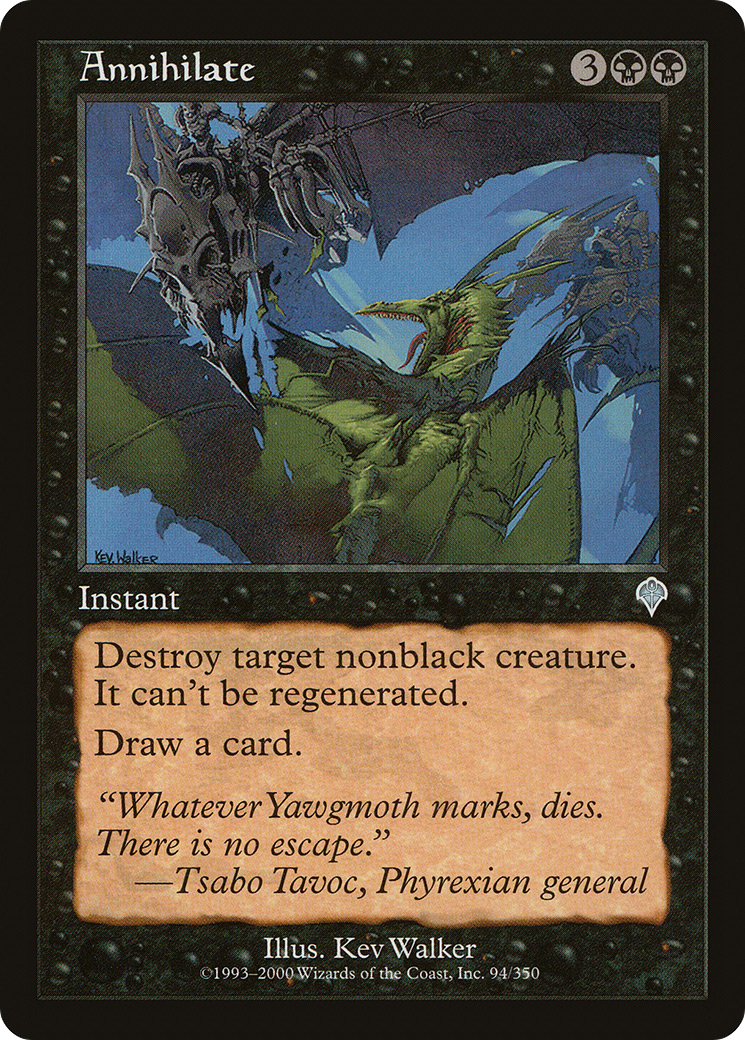 Annihilate 3
KEV. WALKER
Instant
Destroy target nonblack creature.
It can't be regenerated.
Draw a card.
"Whatever Yawgmoth marks, dies.
There is no escape."
—Tsabo Tavoc, Phyrexian general
Illus. Kev Walker
©1993–2000 Wizards of the Coast, Inc. 94/350